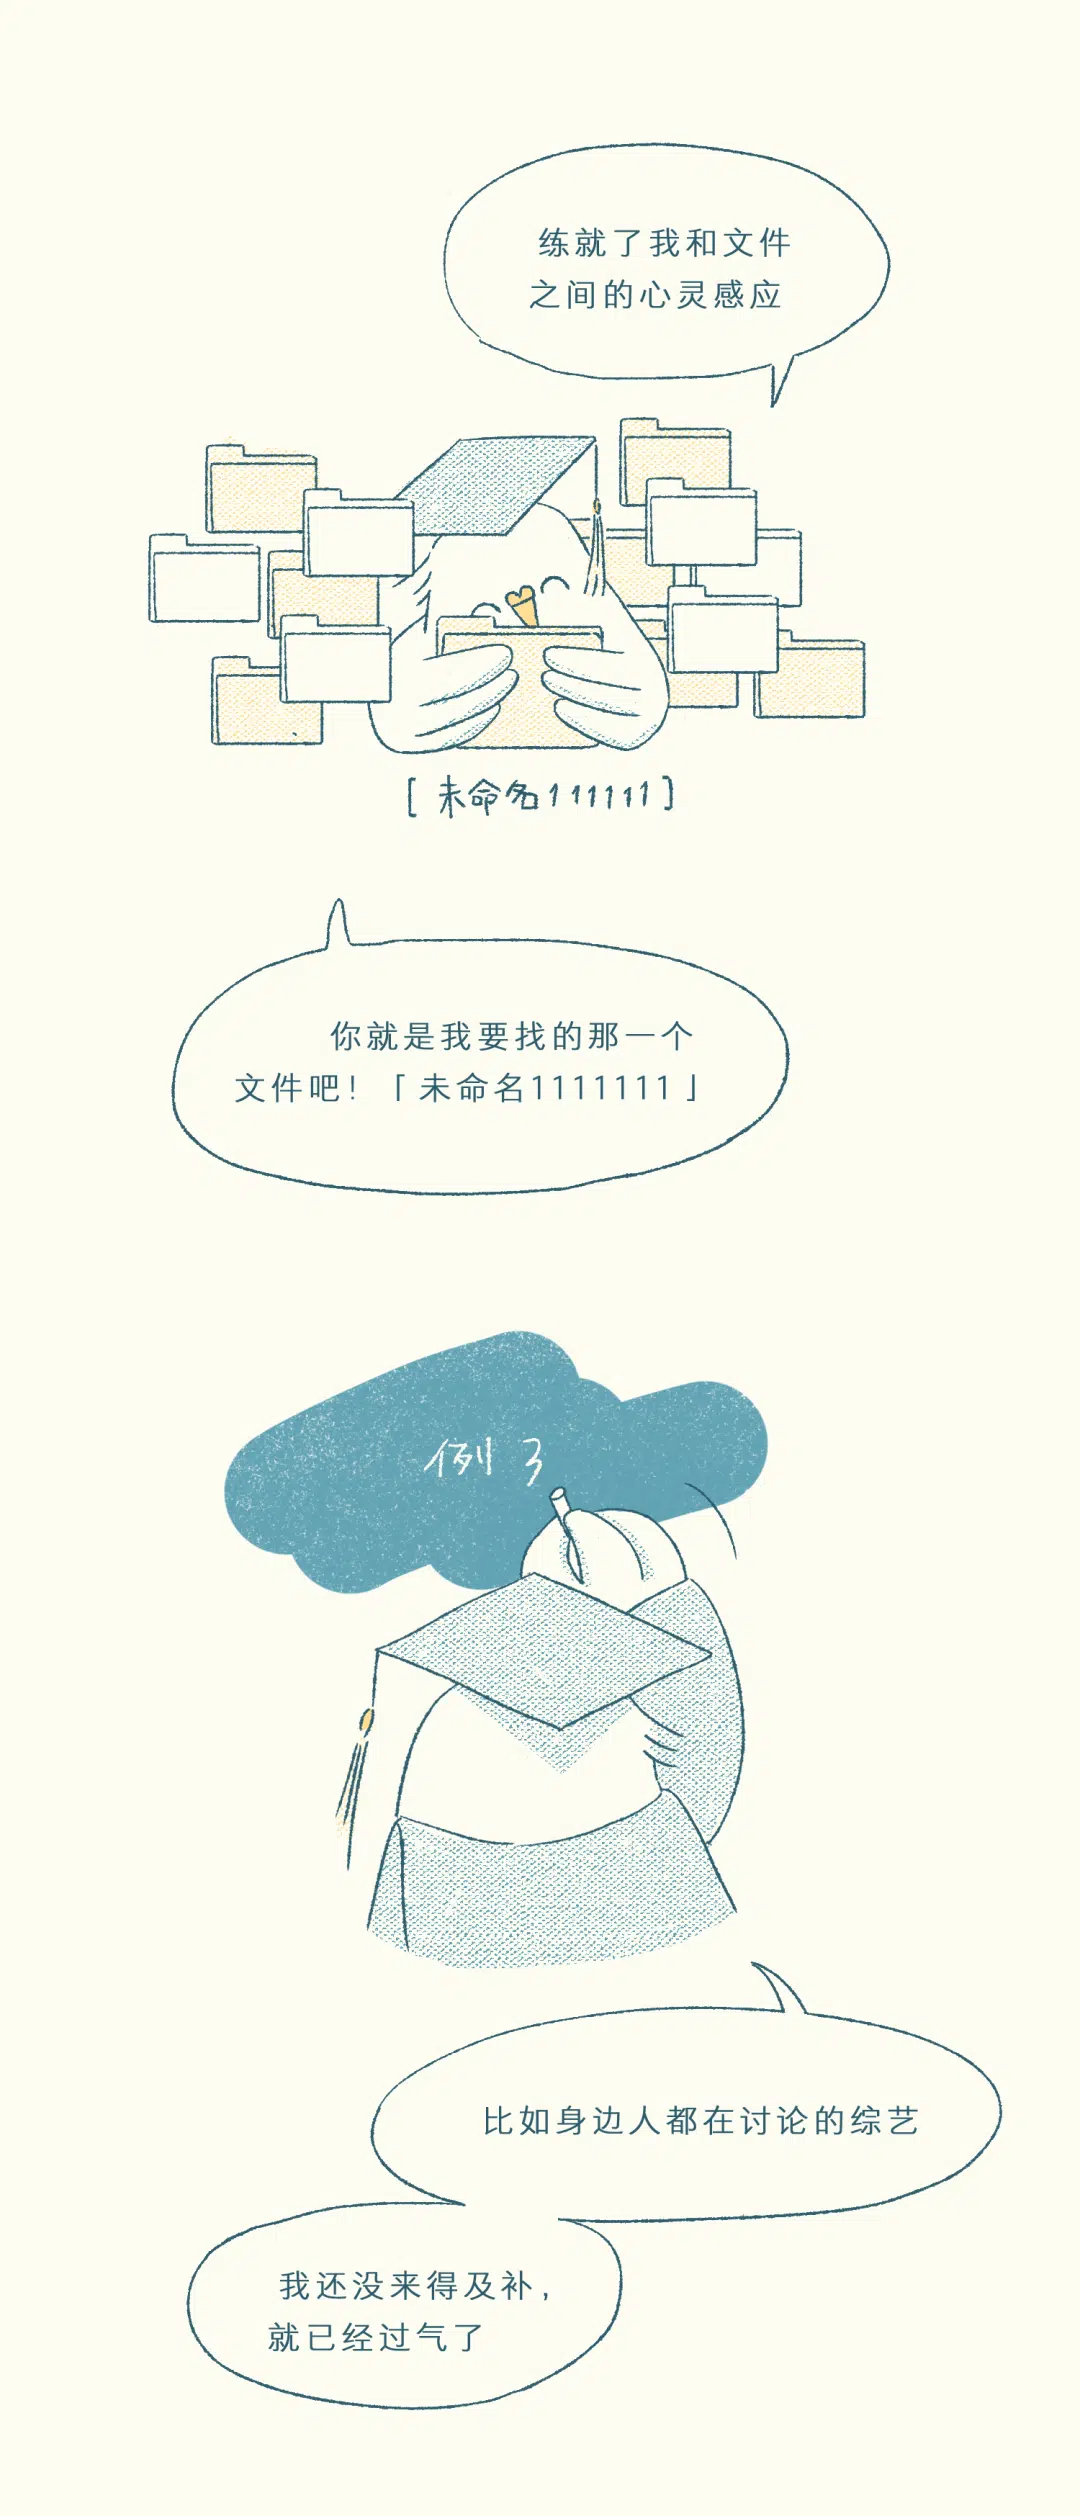 练就了我和文件
之间的心灵感应
[ 未命名111111 ]
你就是我要找的那一个
文件吧！「未命名1111111」
例 3
比如身边人都在讨论的综艺
我还没来得及补，
就已经过气了